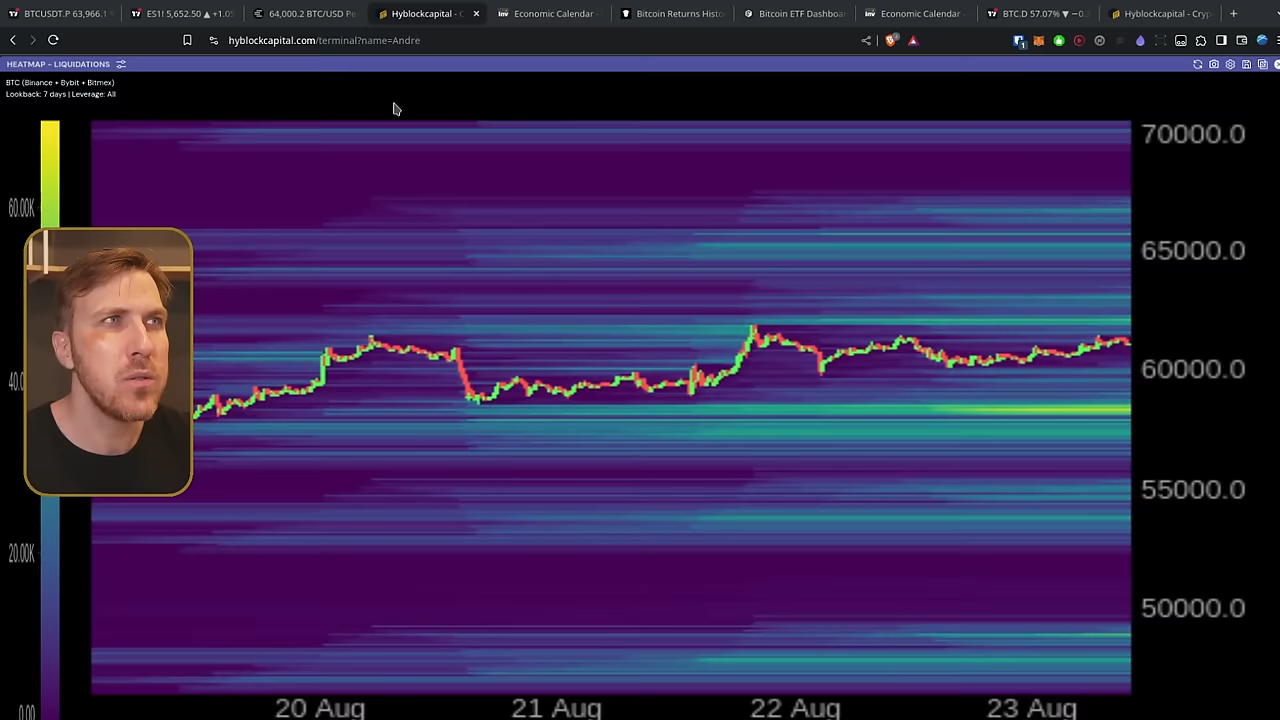 BTCUSDT.P 63,966.1
ES1! 5,652.50 ▲ +1.0
64,000.2 BTC/USD Pe
Hyblockcapital - C
Economic Calendar -
Bitcoin Returns Histo
Bitcoin ETF Dashboa
Economic Calendar -
BTC.D 57.07% ▼ −0.
Hyblockcapital - Cryp
hyblockcapital.com/terminal?name=Andre
HEATMAP - LIQUIDATIONS
BTC (Binance + Bybit + Bitmex)
Lookback: 7 days | Leverage: All
70000.0
60.00K
65000.0
60000.0
40.0
55000.0
20.00K
50000.0
0.00
20 Aug
21 Aug
22 Aug
23 Aug